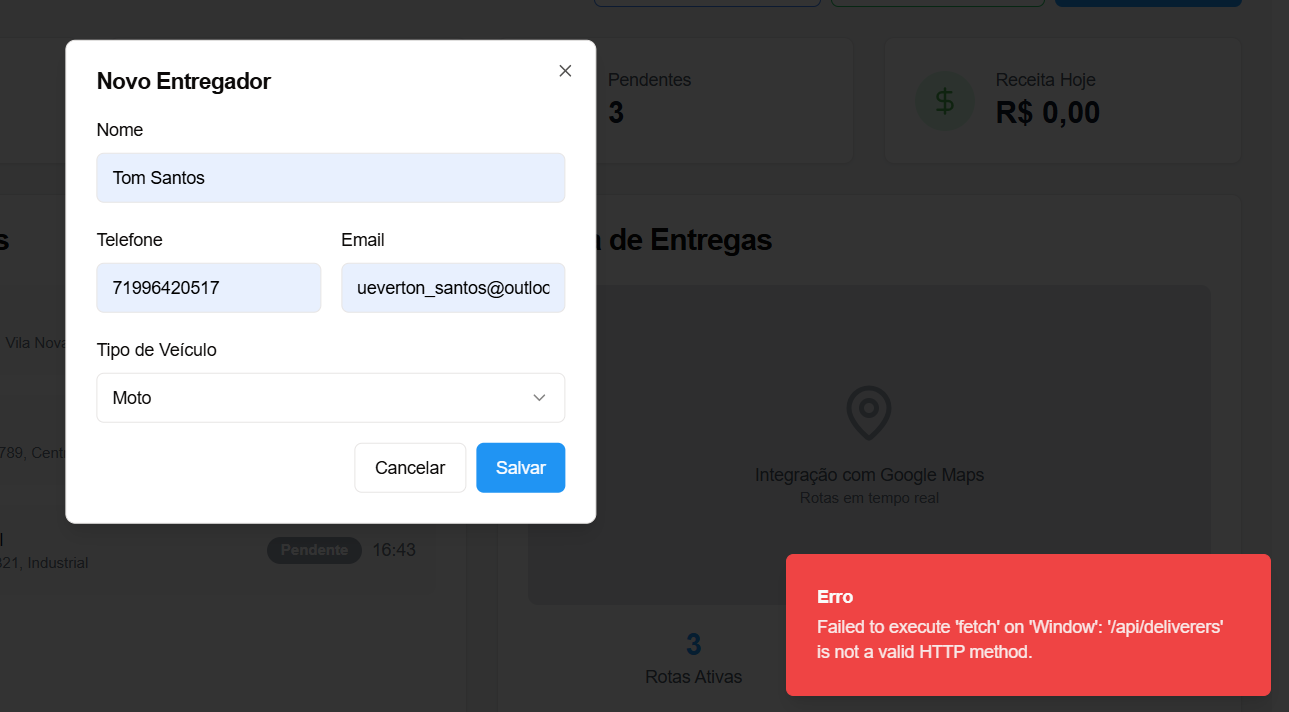 Novo Entregador
Nome
Tom Santos
Telefone
Email
71996420517
ueverton_santos@outloc
Tipo de Veículo
Moto
Cancelar
Salvar
Pendentes
3
Receita Hoje
R$ 0,00
s
de Entregas
Vila Nova
789, Cent
Integração com Google Maps
Rotas em tempo real
Pendente
16:43
321, Industrial
3
Rotas Ativas
Erro
Failed to execute 'fetch' on 'Window': '/api/deliverers'
is not a valid HTTP method.